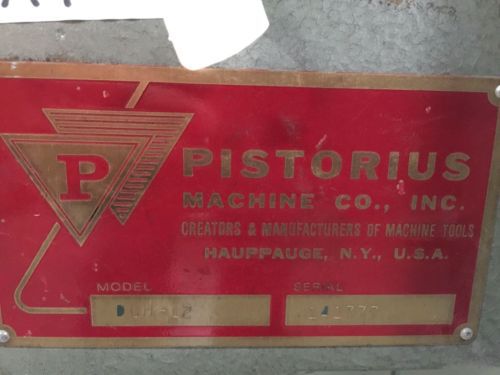 P
PISTORIUS
MACHINE CO., INC.
CREATORS & MANUFACTURERS OF MACHINE TOOLS
HAUPPAUGE, N.Y., U.S.A.
MODEL SERIAL